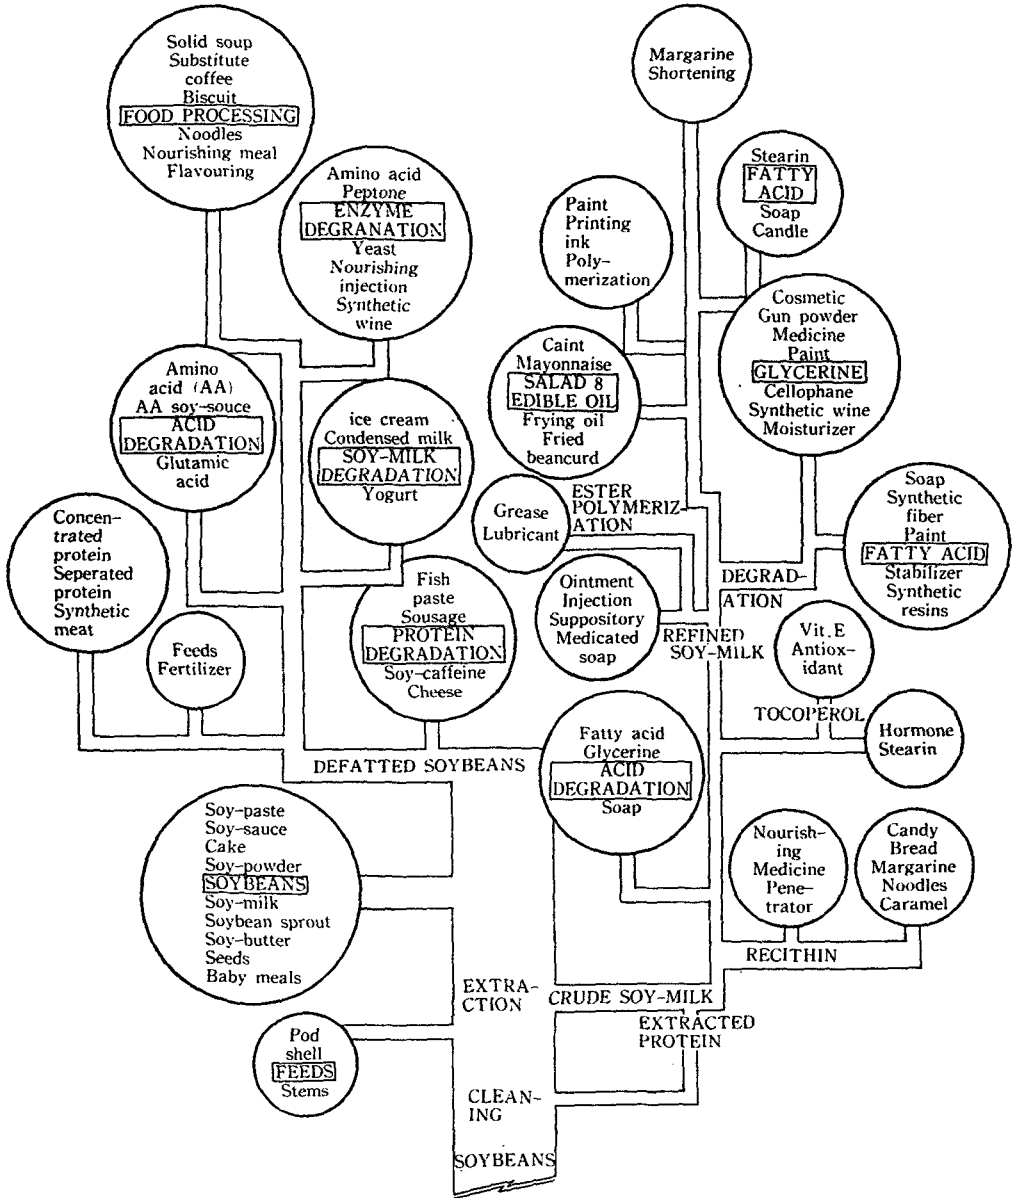 Solid soup
Substitute
coffee
Biscuit
FOOD PROCESSING
Noodles
Nourishing meal
Flavouring
Margarine
Shortening
Amino acid
Peptone
ENZYME
DEGRANATION
Yeast
Nourishing
injection
Synthetic
wine
Paint
Printing
ink
Poly-
merization
Stearin
FATTY
ACID
Soap
Candle
Cosmetic
Gun powder
Medicine
Paint
GLYCERINE
Cellophane
Synthetic wine
Moisturizer
Caint
Mayonnaise
SALAD 8
EDIBLE OIL
Frying oil
Fried
beancurd
Amino
acid (AA)
AA soy-souce
ACID
DEGRADATION
Glutamic
acid
ice cream
Condensed milk
SOY-MILK
DEGRADATION
Yogurt
Grease
Lubricant
ESTER
POLYMERIZ-
ATION
Soap
Synthetic
fiber
Paint
FATTY ACID
Stabilizer
Synthetic
resins
Concen-
trated
protein
Seperated
protein
Synthetic
meat
Feeds
Fertilizer
Fish
paste
Sausage
PROTEIN
DEGRADATION
Soy-caffeine
Cheese
Ointment
Injection
Suppository
Medicated
soap
DEGRAD-
ATION
REFINED
SOY-MILK
Vit.E
Antiox-
idant
TOCOPEROL
Hormone
Stearin
DEFATTED SOYBEANS
Fatty acid
Glycerine
ACID
DEGRADATION
Soap
Soy-paste
Soy-sauce
Cake
Soy-powder
SOYBEANS
Soy-milk
Soybean sprout
Soy-butter
Seeds
Baby meals
Nourish-
ing
Medicine
Pene-
trator
Candy
Bread
Margarine
Noodles
Caramel
RECITHIN
EXTRA-
CTION
CRUDE SOY-MILK
EXTRACTED
PROTEIN
Pod
shell
FEEDS
Stems
CLEAN-
ING
SOYBEANS